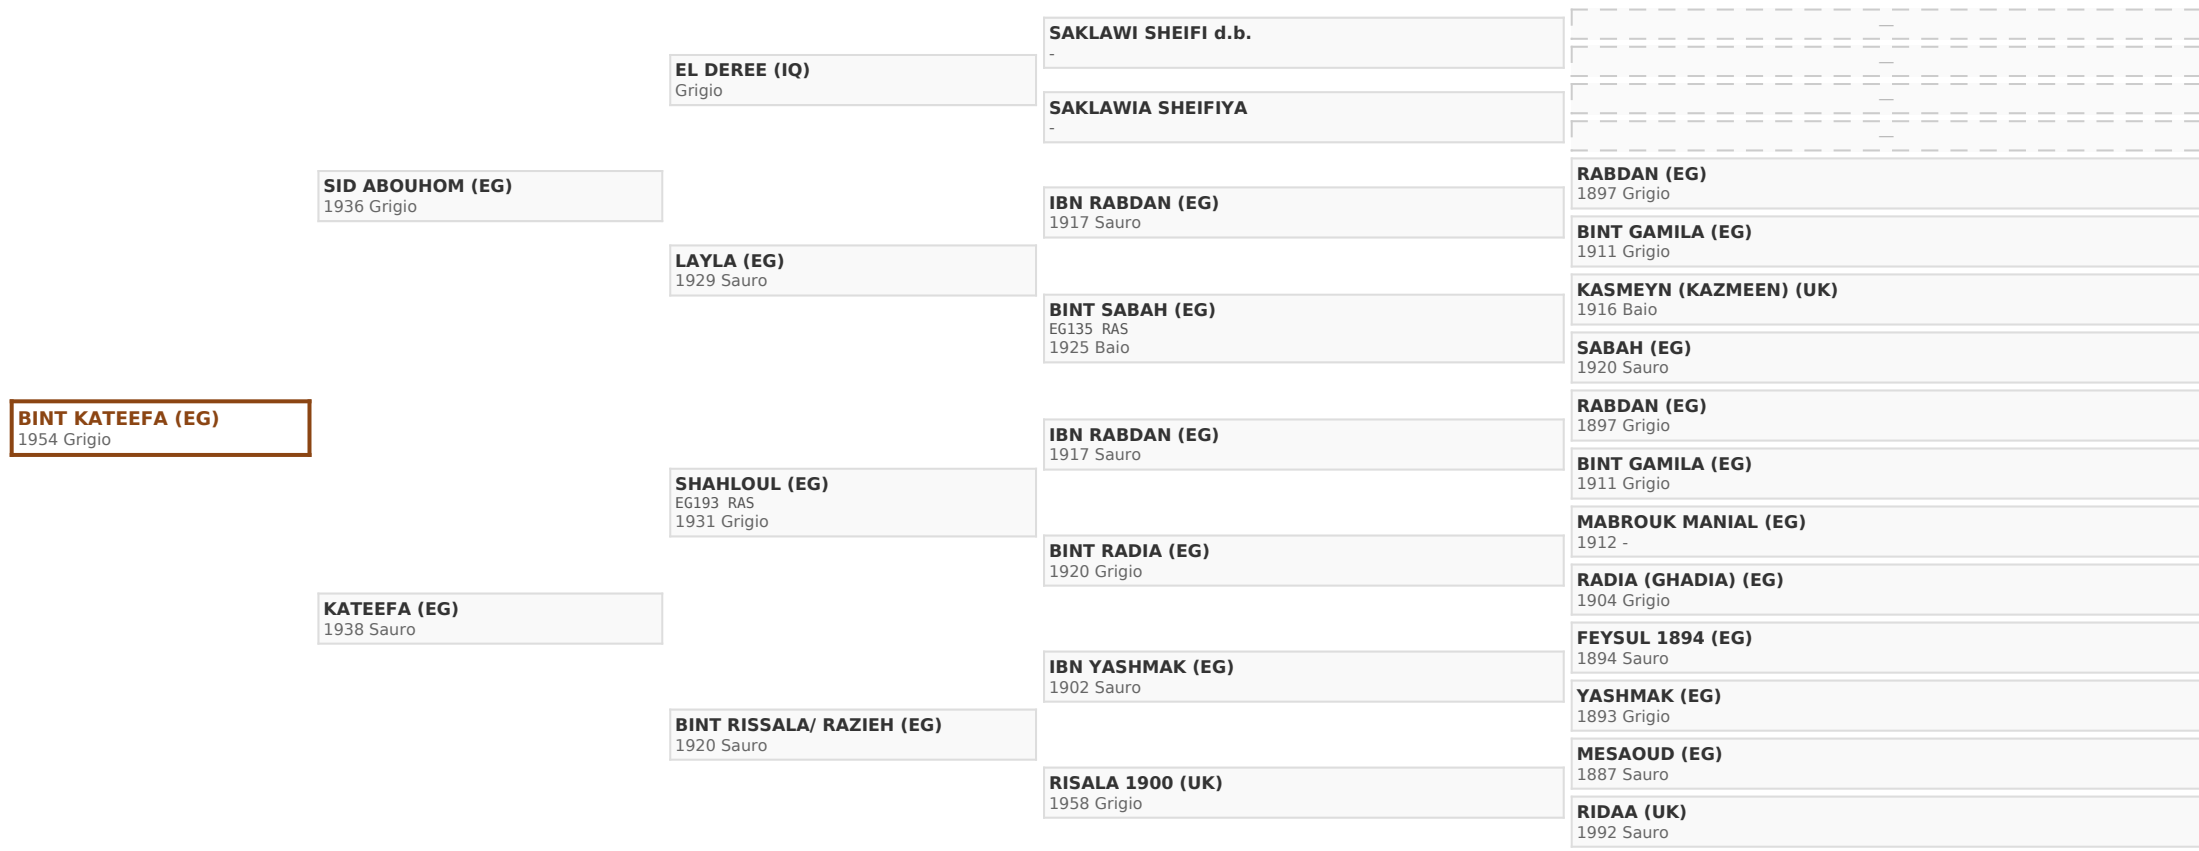 BINT KATEEFA (EG)
1954 Grigio
SID ABOUHOM (EG)
1936 Grigio
KATEEFA (EG)
1938 Sauro
EL DEREE (IQ)
Grigio
LAYLA (EG)
1929 Sauro
SHAHLOUL (EG)
EG193 RAS
1931 Grigio
BINT RISSALA/ RAZIEH (EG)
1920 Sauro
SAKLAWI SHEIFI d.b.
-
SAKLAWIA SHEIFIYA
-
IBN RABDAN (EG)
1917 Sauro
BINT SABAH (EG)
EG135 RAS
1925 Baio
IBN RABDAN (EG)
1917 Sauro
BINT RADIA (EG)
1920 Grigio
IBN YASHMAK (EG)
1902 Sauro
RISALA 1900 (UK)
1958 Grigio
—
—
—
—
RABDAN (EG)
1897 Grigio
BINT GAMILA (EG)
1911 Grigio
KASMEYN (KAZMEEN) (UK)
1916 Baio
SABAH (EG)
1920 Sauro
RABDAN (EG)
1897 Grigio
BINT GAMILA (EG)
1911 Grigio
MABROUK MANIAL (EG)
1912 -
RADIA (GHADIA) (EG)
1904 Grigio
FEYSUL 1894 (EG)
1894 Sauro
YASHMAK (EG)
1893 Grigio
MESAOUD (EG)
1887 Sauro
RIDAA (UK)
1992 Sauro